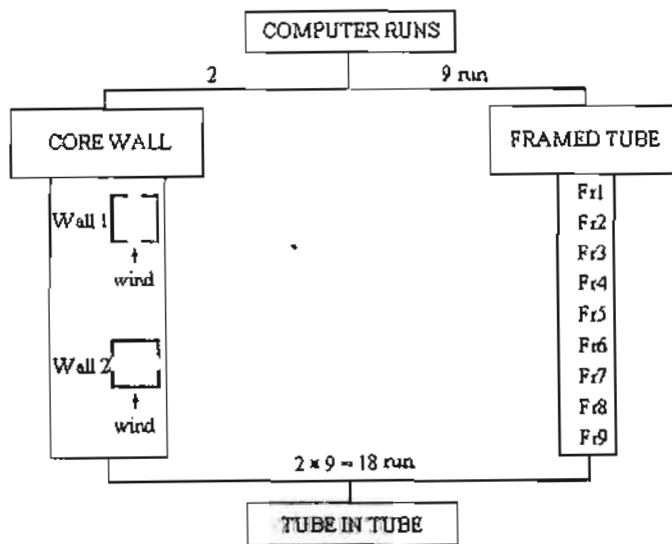 COMPUTER RUNS
2
9 run
CORE WALL
FRAMED TUBE
Wall 1
wind
Wall 2
wind
Fr1
Fr2
Fr3
Fr4
Fr5
Fr6
Fr7
Fr8
Fr9
2 × 9 = 18 run
TUBE IN TUBE